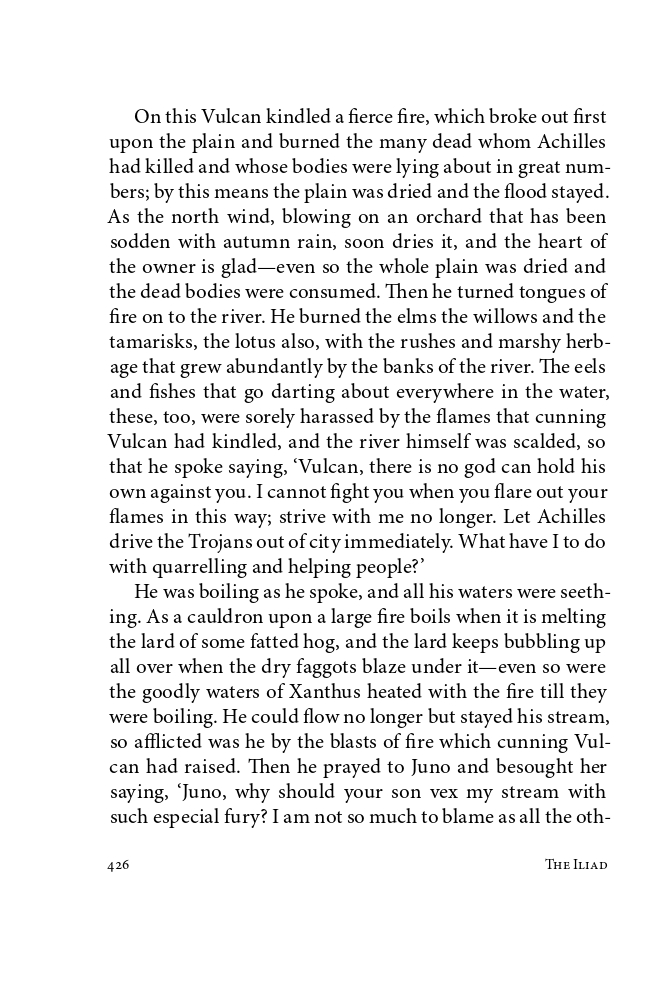 On this Vulcan kindled a fierce fire, which broke out first
upon the plain and burned the many dead whom Achilles
had killed and whose bodies were lying about in great num-
bers; by this means the plain was dried and the flood stayed.
As the north wind, blowing on an orchard that has been
sodden with autumn rain, soon dries it, and the heart of
the owner is glad—even so the whole plain was dried and
the dead bodies were consumed. Then he turned tongues of
fire on to the river. He burned the elms the willows and the
tamarisks, the lotus also, with the rushes and marshy herb-
age that grew abundantly by the banks of the river. The eels
and fishes that go darting about everywhere in the water,
these, too, were sorely harassed by the flames that cunning
Vulcan had kindled, and the river himself was scalded, so
that he spoke saying, ‘Vulcan, there is no god can hold his
own against you. I cannot fight you when you flare out your
flames in this way; strive with me no longer. Let Achilles
drive the Trojans out of city immediately. What have I to do
with quarrelling and helping people?’
He was boiling as he spoke, and all his waters were seeth-
ing. As a cauldron upon a large fire boils when it is melting
the lard of some fatted hog, and the lard keeps bubbling up
all over when the dry faggots blaze under it—even so were
the goodly waters of Xanthus heated with the fire till they
were boiling. He could flow no longer but stayed his stream,
so afflicted was he by the blasts of fire which cunning Vul-
can had raised. Then he prayed to Juno and besought her
saying, ‘Juno, why should your son vex my stream with
such especial fury? I am not so much to blame as all the oth-
426 The Iliad